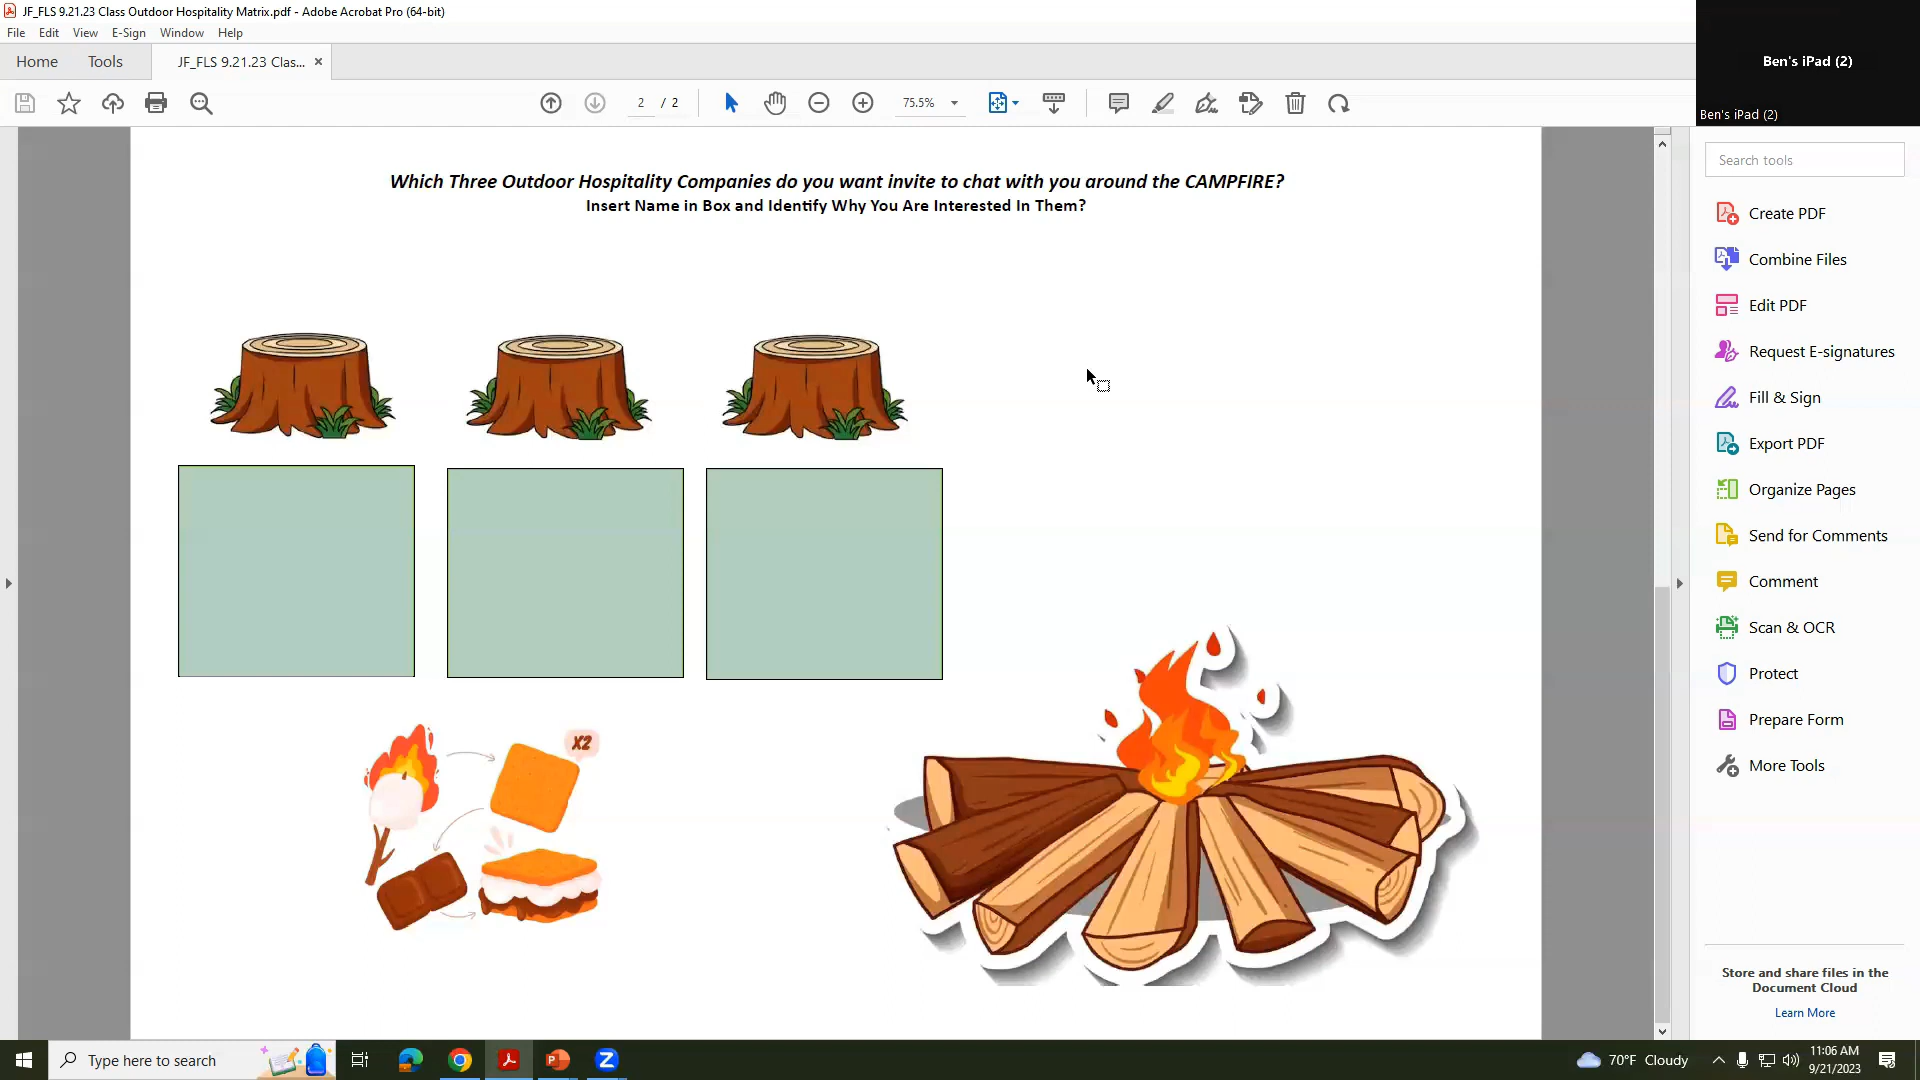 JF_FLS 9.21.23 Class Outdoor Hospitality Matrix.pdf - Adobe Acrobat Pro (64-bit)
File Edit View E-Sign Window Help
Home Tools JF_FLS 9.21.23 Clas... ×
2 / 2 75.5%
Ben's iPad (2)
Ben's iPad (2)
Search tools
Which Three Outdoor Hospitality Companies do you want invite to chat with you around the CAMPFIRE?
Insert Name in Box and Identify Why You Are Interested In Them?
X2
Create PDF
Combine Files
Edit PDF
Request E-signatures
Fill & Sign
Export PDF
Organize Pages
Send for Comments
Comment
Scan & OCR
Protect
Prepare Form
More Tools
Store and share files in the
Document Cloud
Learn More
Type here to search
70°F Cloudy
11:06 AM
9/21/2023